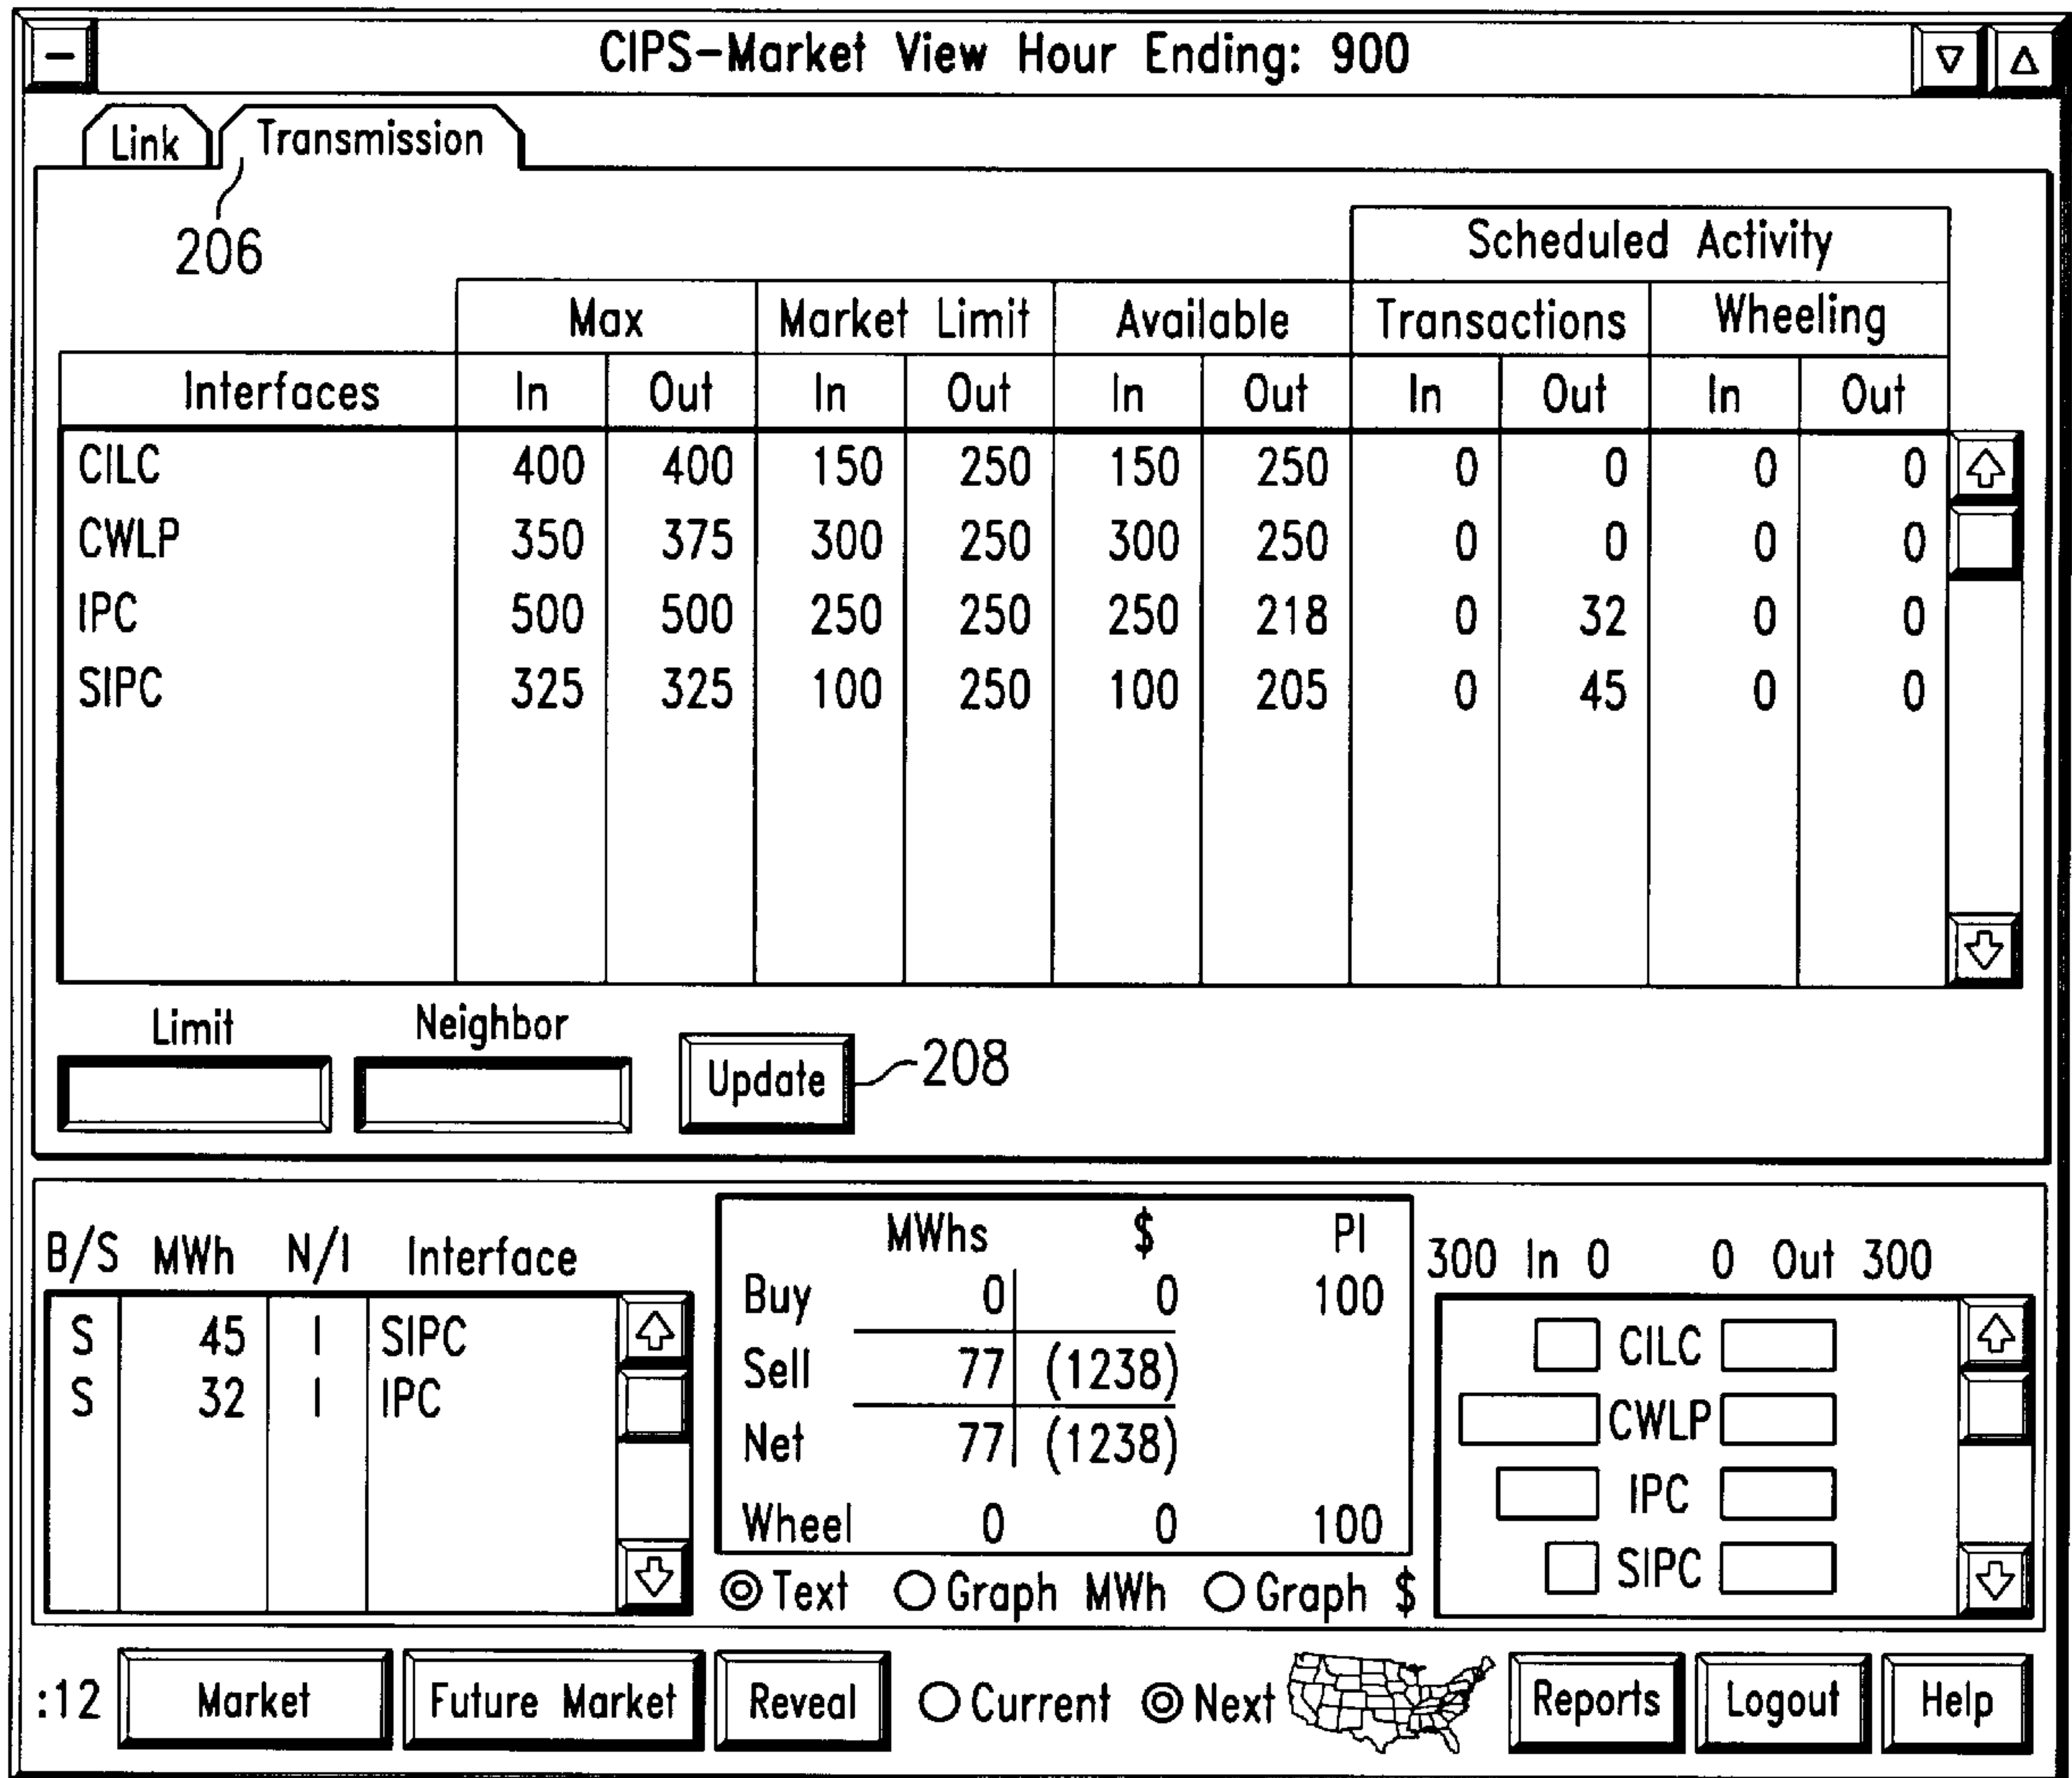 CIPS-Market View Hour Ending: 900
Link Transmission
206
Scheduled Activity
Max Market Limit Available Transactions Wheeling
Interfaces In Out In Out In Out In Out In Out
CILC 400 400 150 250 150 250 0 0 0 0
CWLP 350 375 300 250 300 250 0 0 0 0
IPC 500 500 250 250 250 218 0 32 0 0
SIPC 325 325 100 250 100 205 0 45 0 0
Limit Neighbor
Update 208
B/S MWh N/I Interface
S 45 I SIPC
S 32 I IPC
MWhs $ PI
Buy 0 0 100
Sell 77 (1238)
Net 77 (1238)
Wheel 0 0 100
Text Graph MWh Graph $
300 In 0 0 Out 300
CILC
CWLP
IPC
SIPC
:12 Market Future Market Reveal Current Next Reports Logout Help